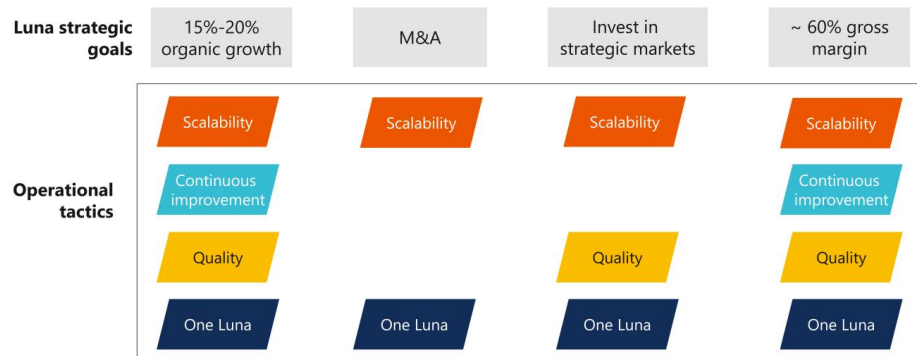 Luna strategic
goals
15%-20%
organic growth
M&A
Invest in
strategic markets
~ 60% gross
margin
Operational
tactics
Scalability
Scalability
Scalability
Scalability
Continuous
improvement
Continuous
improvement
Quality
Quality
Quality
One Luna
One Luna
One Luna
One Luna